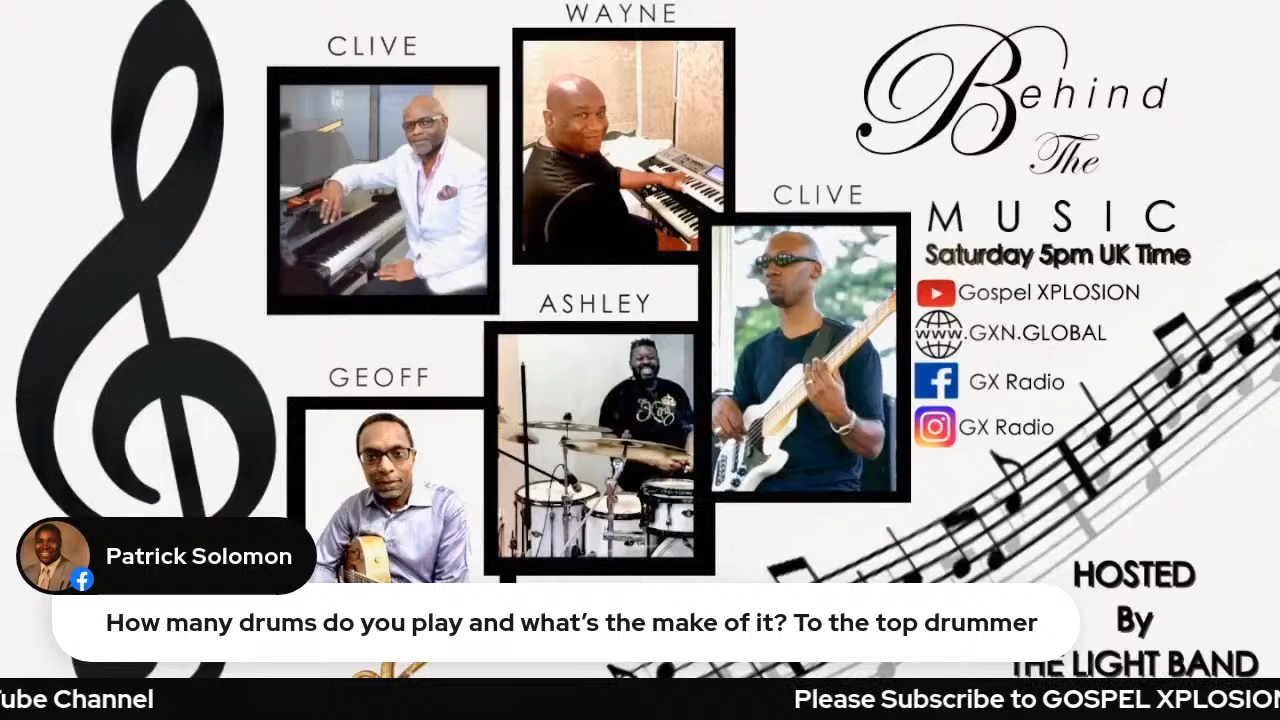 WAYNE
CLIVE
Behind
The
MUSIC
CLIVE
Saturday 5pm UK Time
Gospel XPLOSION
www.GXN.GLOBAL
ASHLEY
GX Radio
GEOFF
GX Radio
King
Patrick Solomon
How many drums do you play and what's the make of it? To the top drummer
HOSTED
By
THE LIGHT BAND
Tube Channel
Please Subscribe to GOSPEL XPLOSION